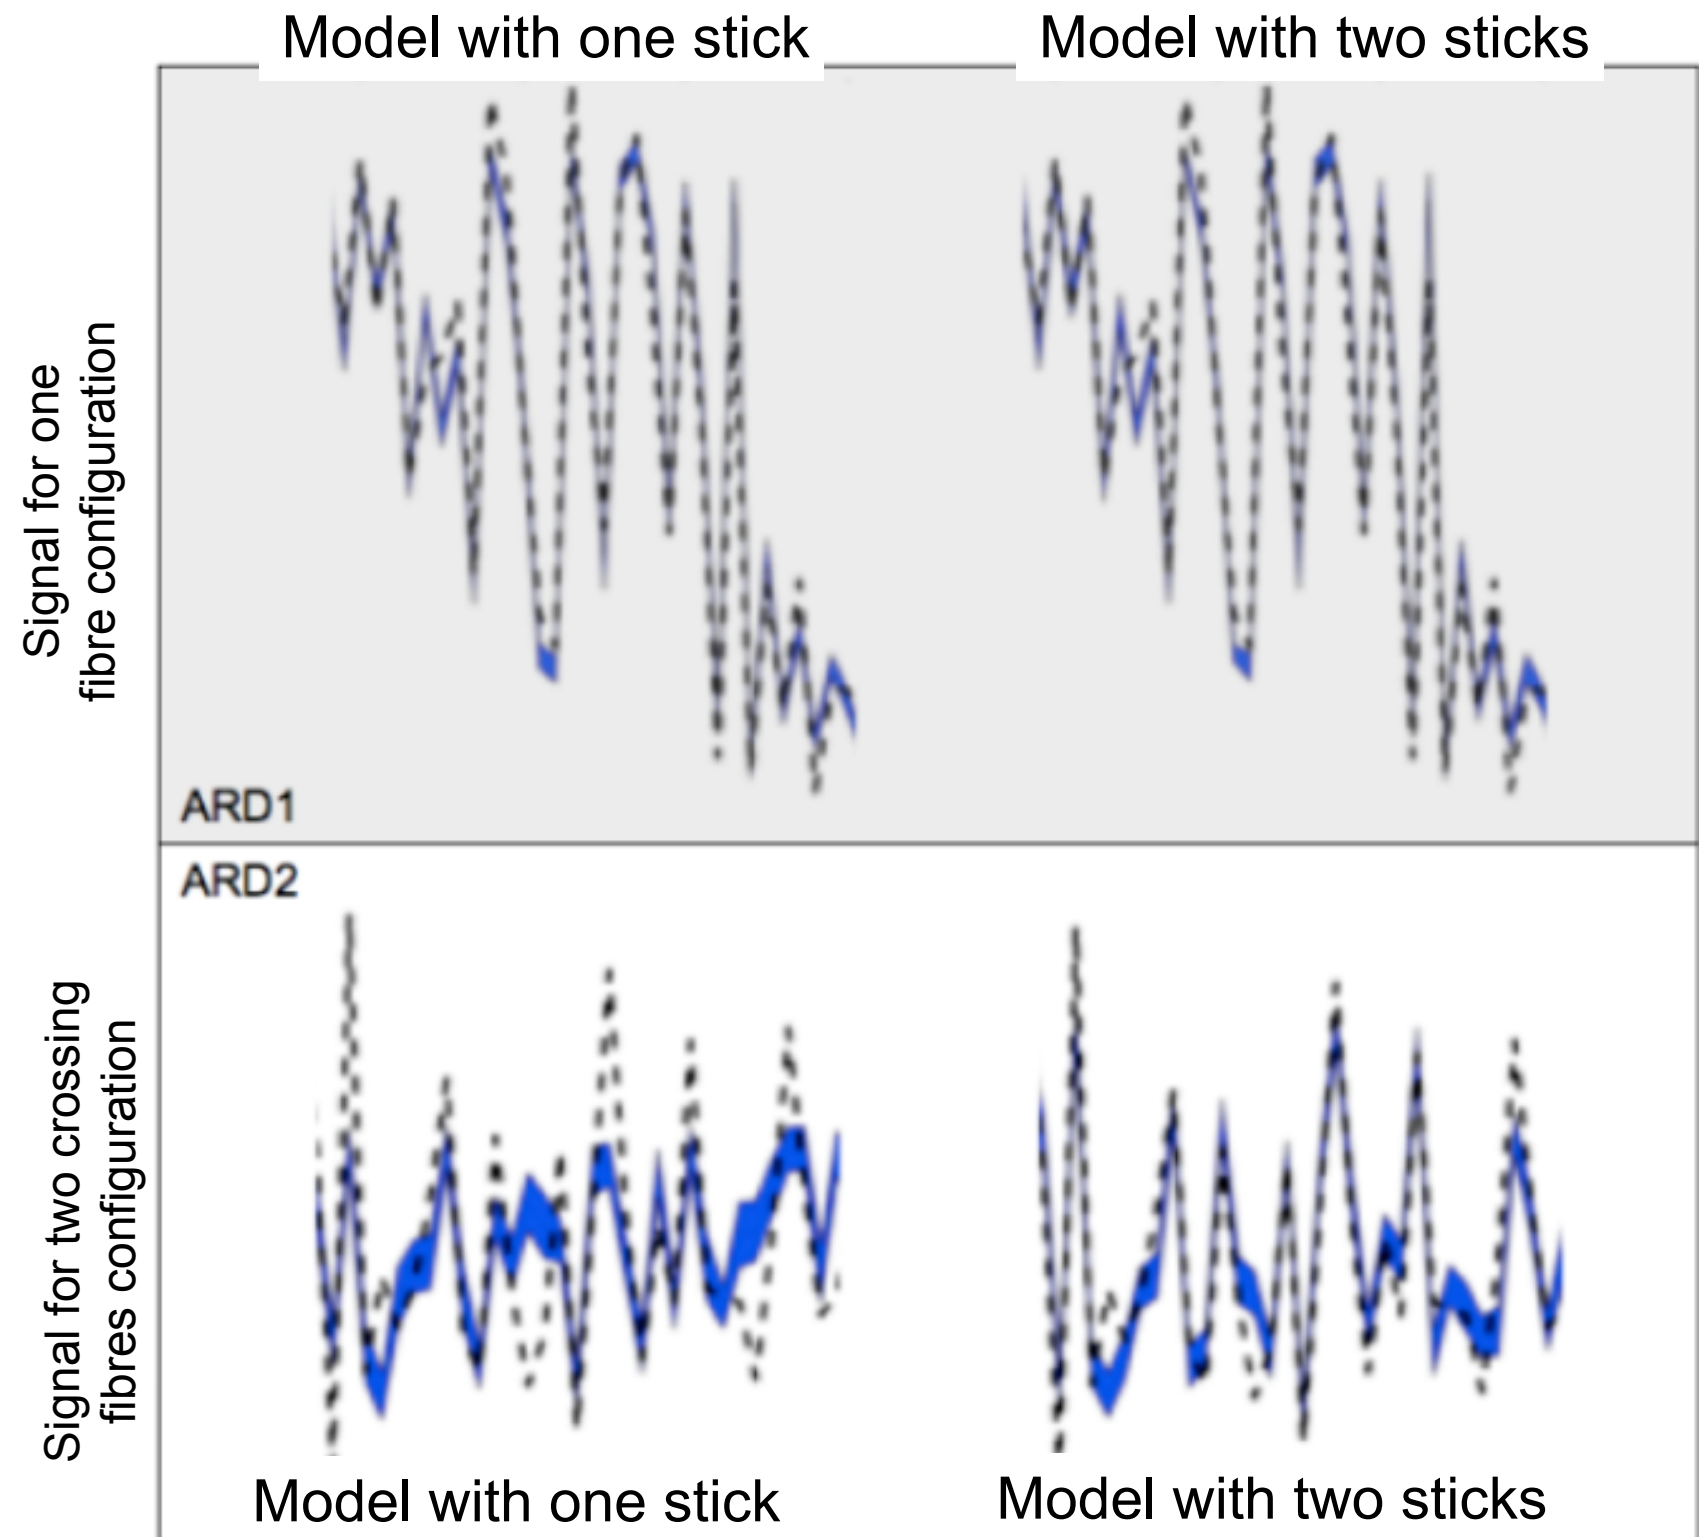 Model with one stick
Model with two sticks
Signal for one
fibre configuration
ARD1
ARD2
Signal for two crossing
fibres configuration
Model with one stick
Model with two sticks